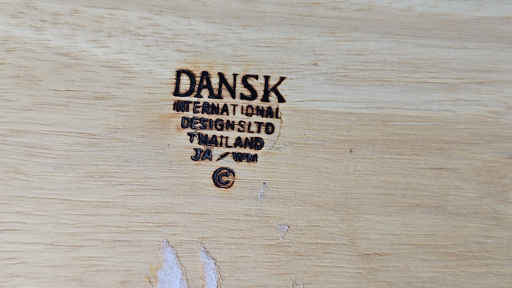 DANSK
INTERNATIONAL
DESIGNS LTD
THAILAND
©